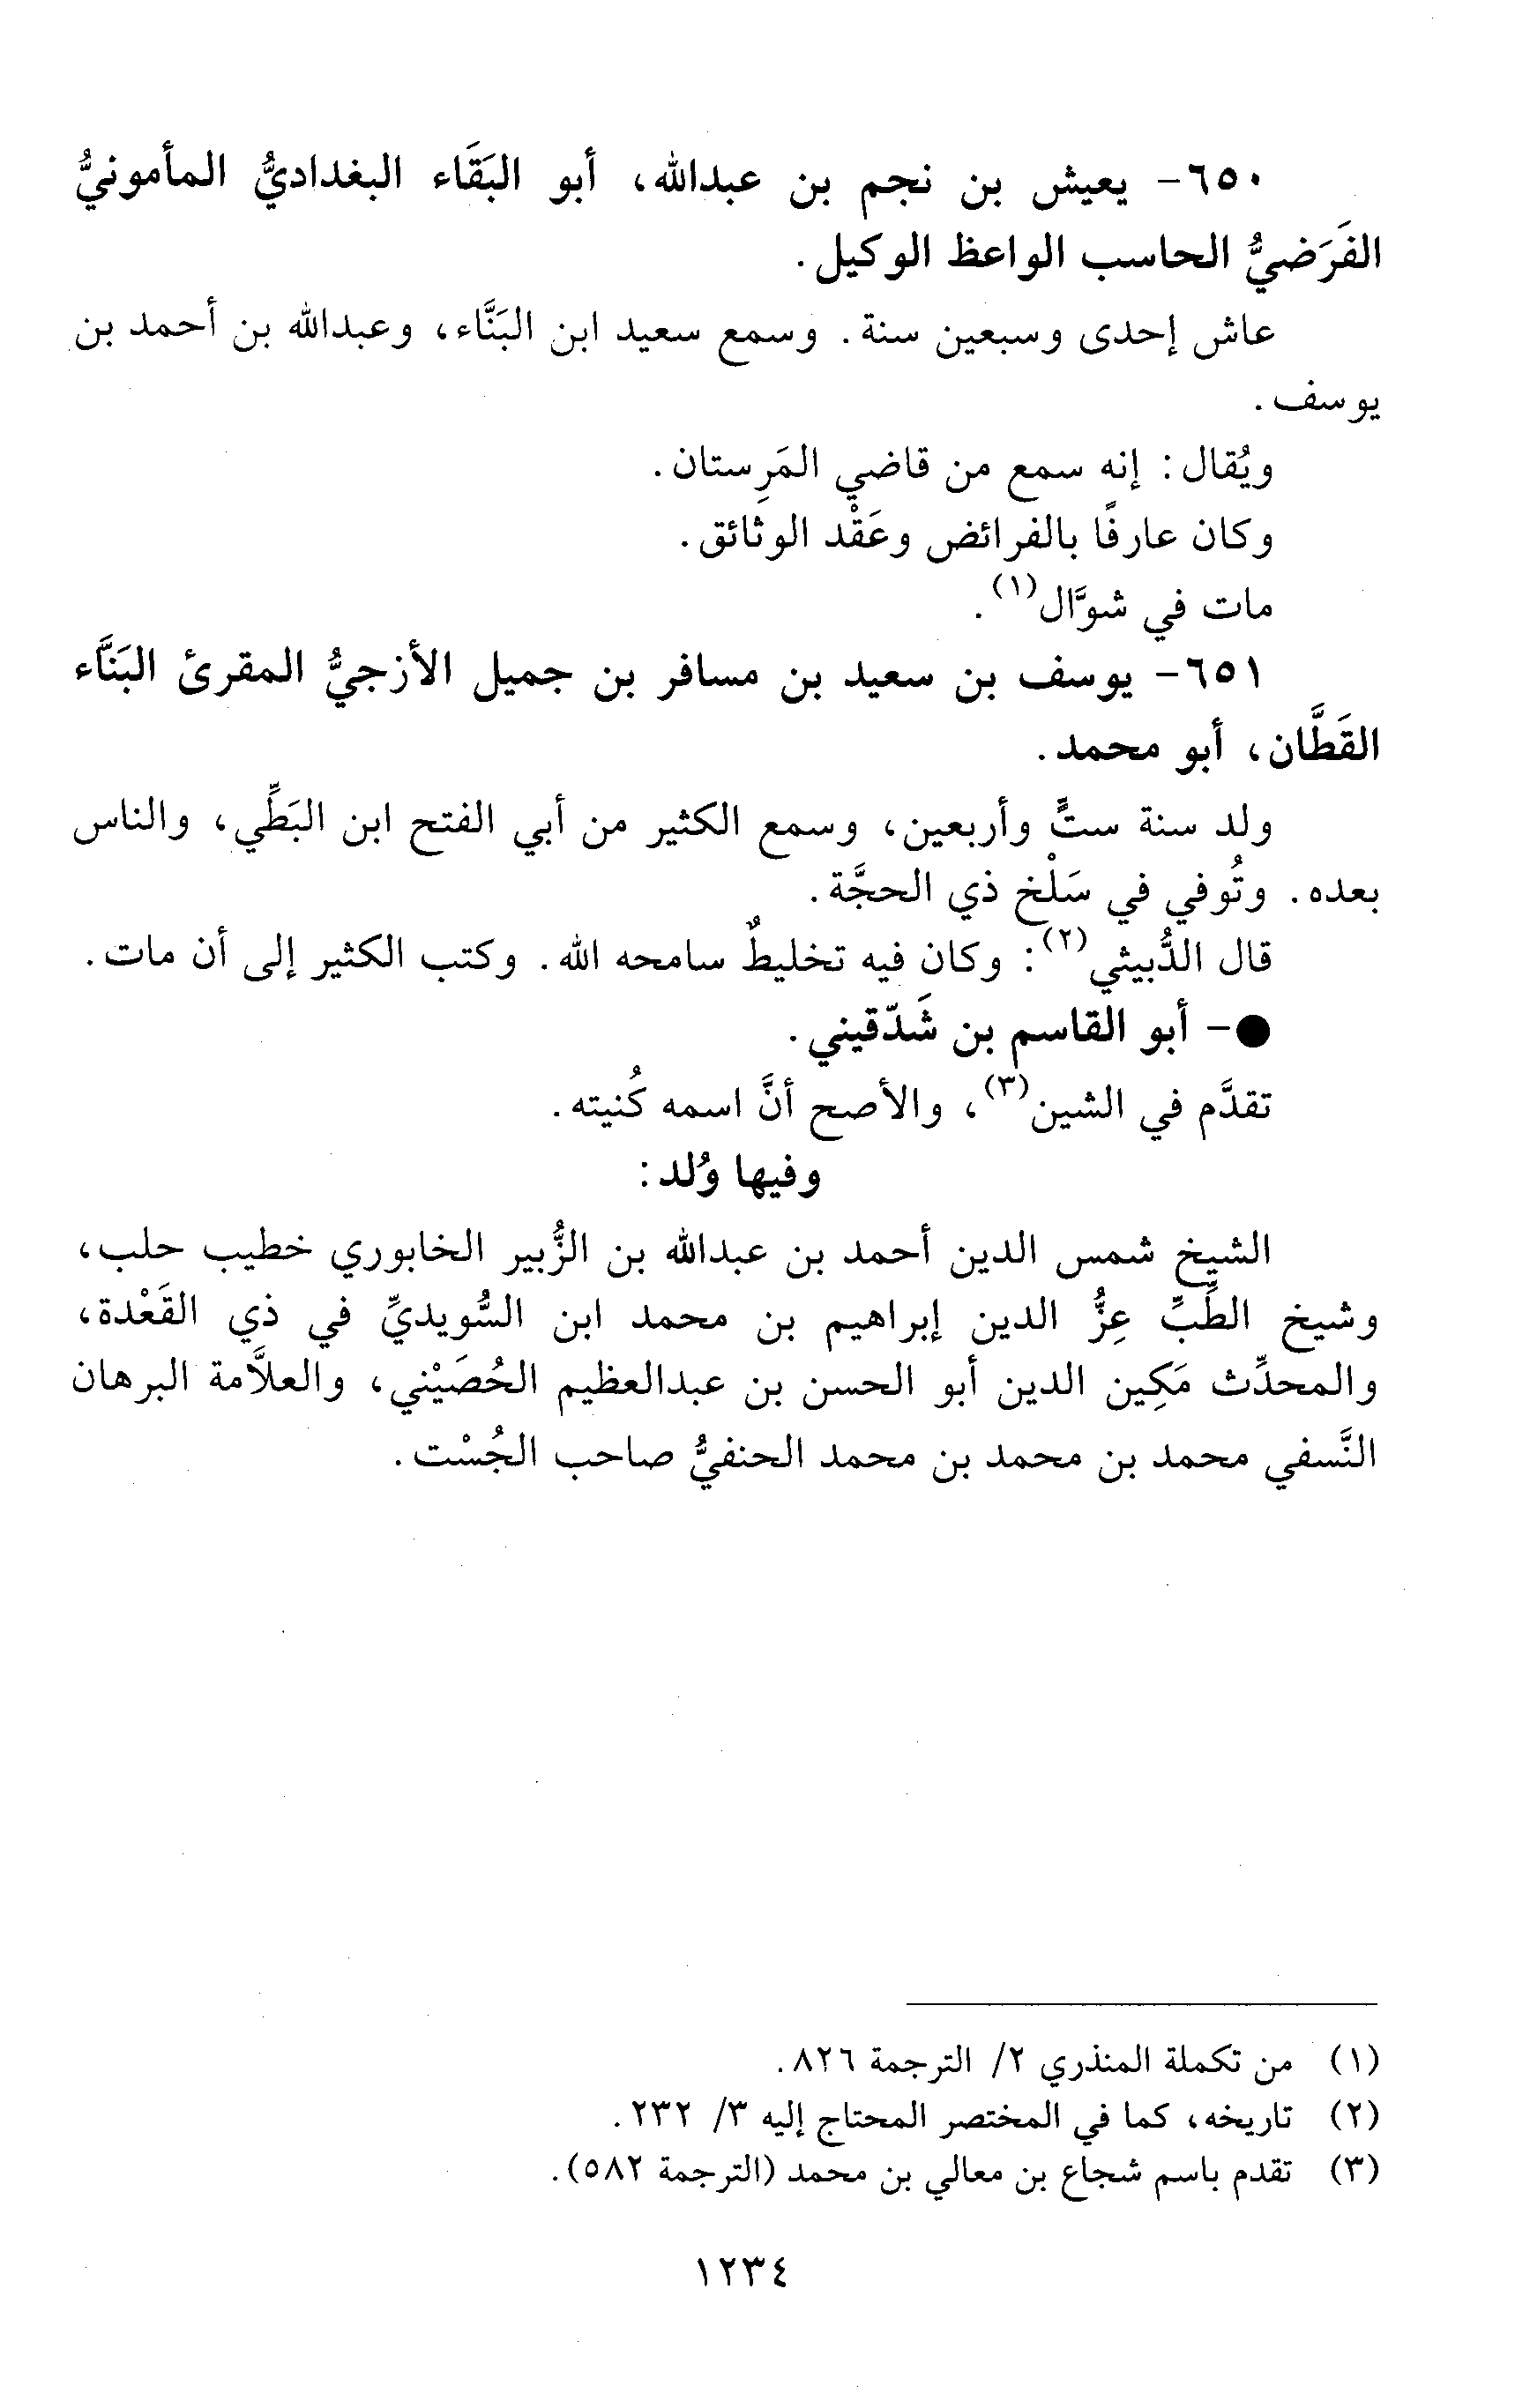 ٦٥٠- يعيش بن نجم بن عبدالله، أبو البَقَاء البغداديُّ المأمونيُّ
الفَرَضيُّ الحاسب الواعظ الوكيل.
عاش إحدى وسبعين سنة. وسمع سعيد ابن البَنَّاء، وعبدالله بن أحمد بن
يوسف.
ويُقال: إنه سمع من قاضي المَرِستان.
وكان عارفًا بالفرائض وعَقْد الوثائق.
مات في شوَّال(١).
٦٥١- يوسف بن سعيد بن مسافر بن جميل الأزجيُّ المقرئ البَنَّاء
القَطَّان، أبو محمد.
ولد سنة ستٍّ وأربعين، وسمع الكثير من أبي الفتح ابن البَطِّي، والناس
بعده. وتُوفي في سَلْخ ذي الحجَّة.
قال الدُّبيثي(٢): وكان فيه تخليطٌ سامحه الله. وكتب الكثير إلى أن مات.
●- أبو القاسم بن شَدّقيني.
تقدَّم في الشين(٣)، والأصح أنَّ اسمه كُنيته.
وفيها وُلد:
الشيخ شمس الدين أحمد بن عبدالله بن الزُّبير الخابوري خطيب حلب،
وشيخ الطِّبِّ عِزُّ الدين إبراهيم بن محمد ابن السُّويديِّ في ذي القَعْدة،
والمحدِّث مَكِين الدين أبو الحسن بن عبدالعظيم الحُصَيْني، والعلاَّمة البرهان
النَّسفي محمد بن محمد بن محمد الحنفيُّ صاحب الجُسْت.
(١) من تكملة المنذري ٢/ الترجمة ٨٢٦.
(٢) تاريخه، كما في المختصر المحتاج إليه ٣/ ٢٣٢.
(٣) تقدم باسم شجاع بن معالي بن محمد (الترجمة ٥٨٢).
١٢٣٤